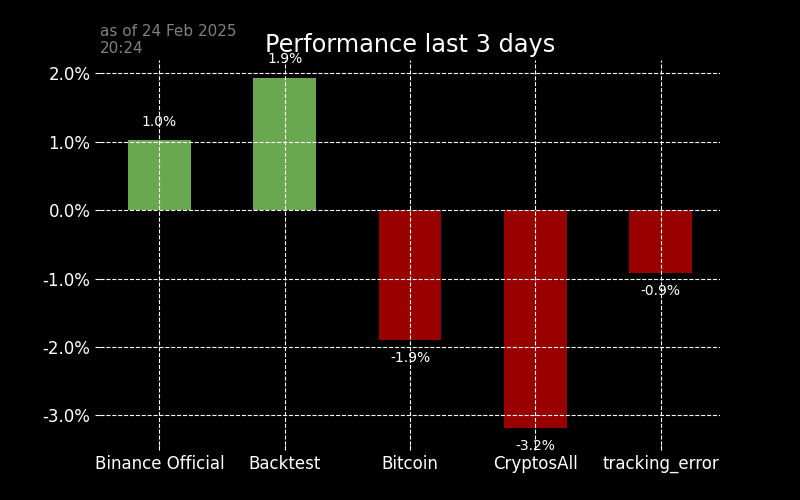 as of 24 Feb 2025
20:24
Performance last 3 days
2.0%
1.0%
0.0%
-1.0%
-2.0%
-3.0%
1.0%
1.9%
-1.9%
-3.2%
-0.9%
Binance Official
Backtest
Bitcoin
CryptosAll
tracking_error